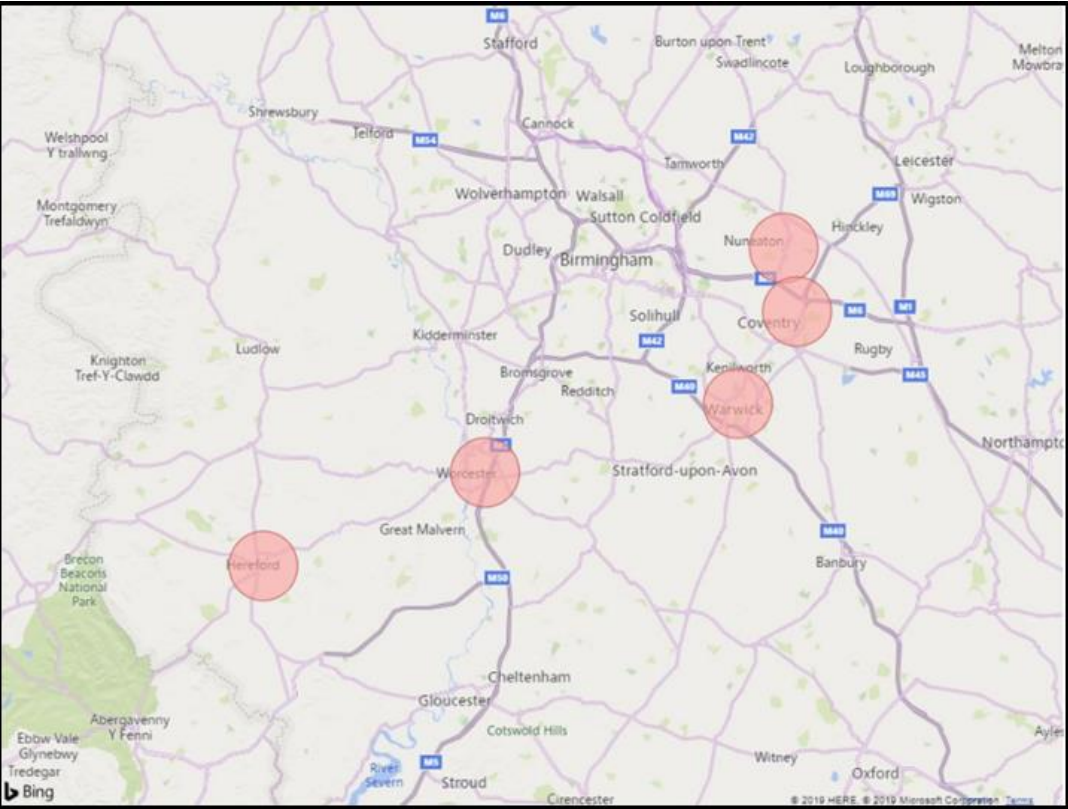 M6
Stafford
Burton upon Trent
Swadlincote
Loughborough
Melton
Mowbra
Shrewsbury
Telford
M54
Cannock
M42
Tamworth
Leicester
Welshpool
Y trallwng
Wolverhampton
Walsall
M69
Wigston
Montgomery
Trefaldwyn
Sutton Coldfield
Hinckley
Nuneaton
Dudley
Birmingham
Solihull
Coventry
M6
M1
Kidderminster
M42
Ludlow
Rugby
Knighton
Tref-Y-Clawdd
Bromsgrove
Kenilworth
M45
Redditch
M40
Warwick
Droitwich
Northampto
Worcester
Stratford-upon-Avon
Great Malvern
M40
Banbury
Hereford
Brecon
Beacons
National
Park
M50
Cheltenham
Gloucester
Cotswold Hills
Abergavenny
Y Fenni
Ebbw Vale
Glynebwy
Tredegar
Ayle
Witney
Oxford
M5
River
Severn
Stroud
Cirencester
Bing
© 2019 HERE, © 2019 Microsoft Corporation Terms